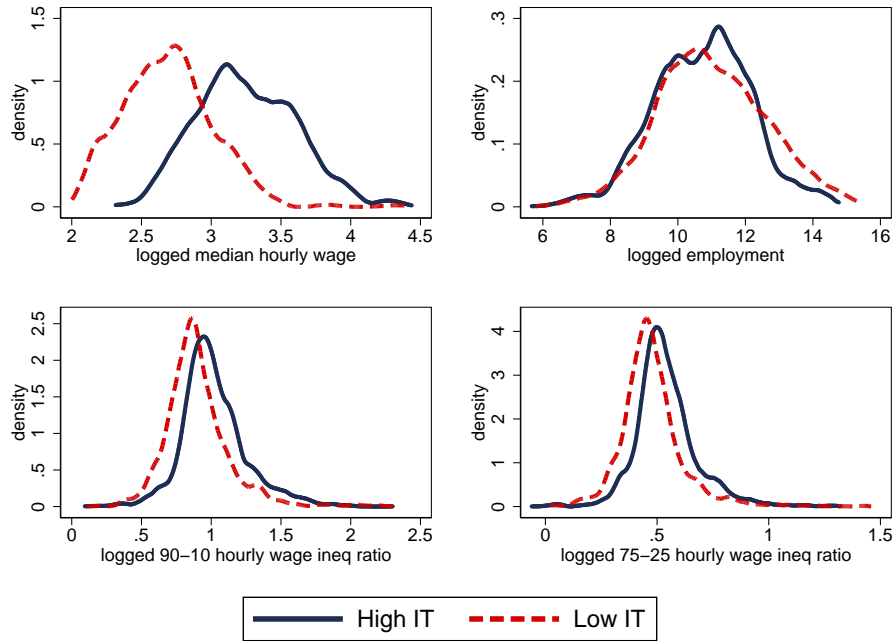 1.5
1
.5
0
density
2 2.5 3 3.5 4 4.5
logged median hourly wage
.3
.2
.1
0
density
6 8 10 12 14 16
logged employment
2.5
2
1.5
1
.5
0
density
0 .5 1 1.5 2 2.5
logged 90−10 hourly wage ineq ratio
4
3
2
1
0
density
0 .5 1 1.5
logged 75−25 hourly wage ineq ratio
High IT Low IT